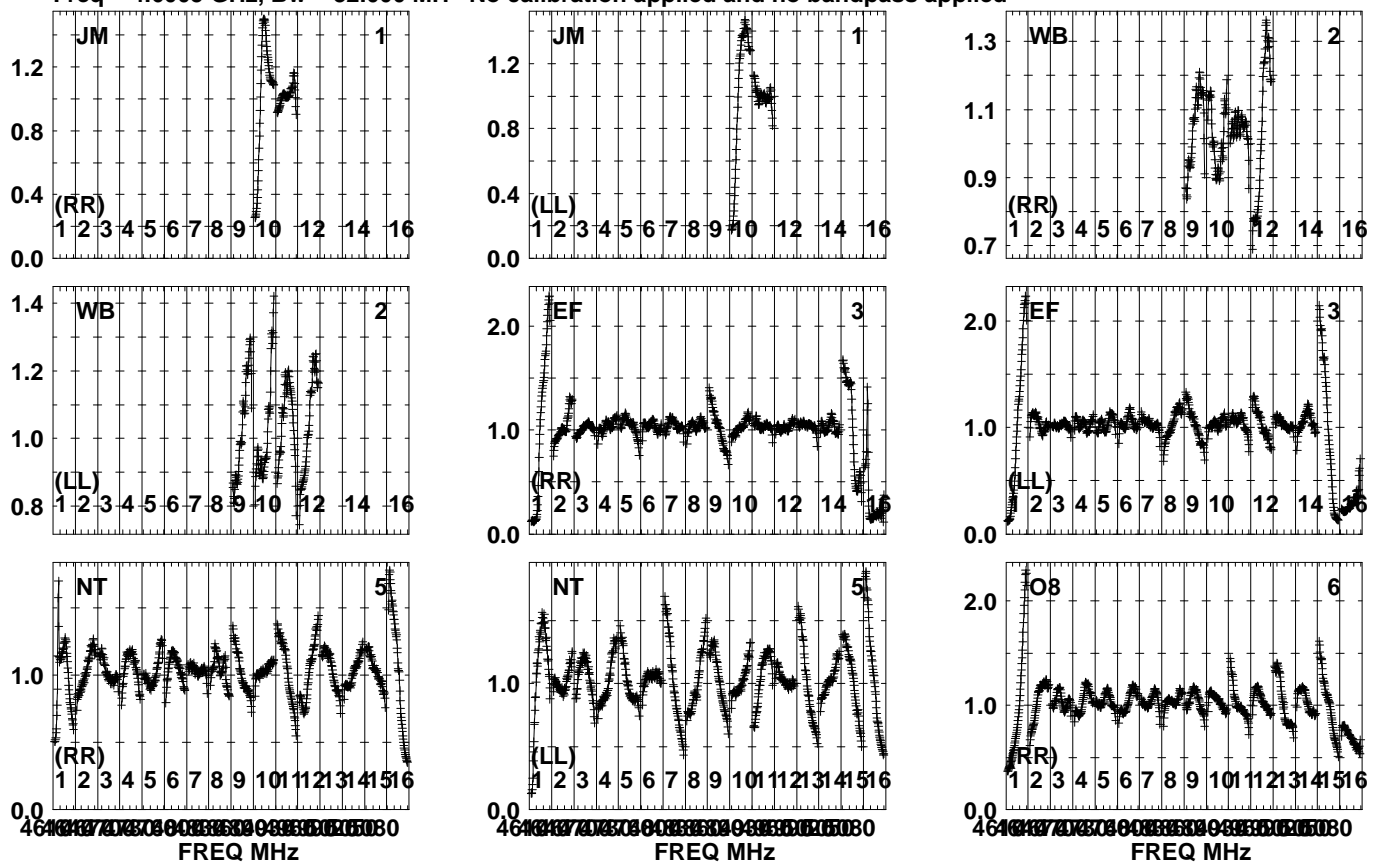 No calibration applied and no bandpass applied
JM 1
1.2
0.8
0.4
0.0
(RR)
1 2 3 4 5 6 7 8 9 10 12 14 16
JM 1
1.2
0.8
0.4
0.0
(LL)
1 2 3 4 5 6 7 8 9 10 12 14 16
WB 2
1.3
1.1
0.9
0.7
(RR)
1 2 3 4 5 6 7 8 9 10 12 14 16
WB 2
1.4
1.2
1.0
0.8
(LL)
1 2 3 4 5 6 7 8 9 10 12 14 16
EF 3
2.0
1.0
0.0
(RR)
1 2 3 4 5 6 7 8 9 10 12 14 16
EF 3
2.0
1.0
0.0
(LL)
1 2 3 4 5 6 7 8 9 10 12 14 16
NT 5
1.0
0.0
(RR)
1 2 3 4 5 6 7 8 9 10 11 12 13 15 16
FREQ MHz
NT 5
1.0
0.0
(LL)
1 2 3 4 5 6 7 8 9 10 11 12 13 14 15 16
FREQ MHz
O8 6
2.0
1.0
0.0
(RR)
1 2 3 4 5 6 7 8 9 10 11 12 13 14 15 16
FREQ MHz